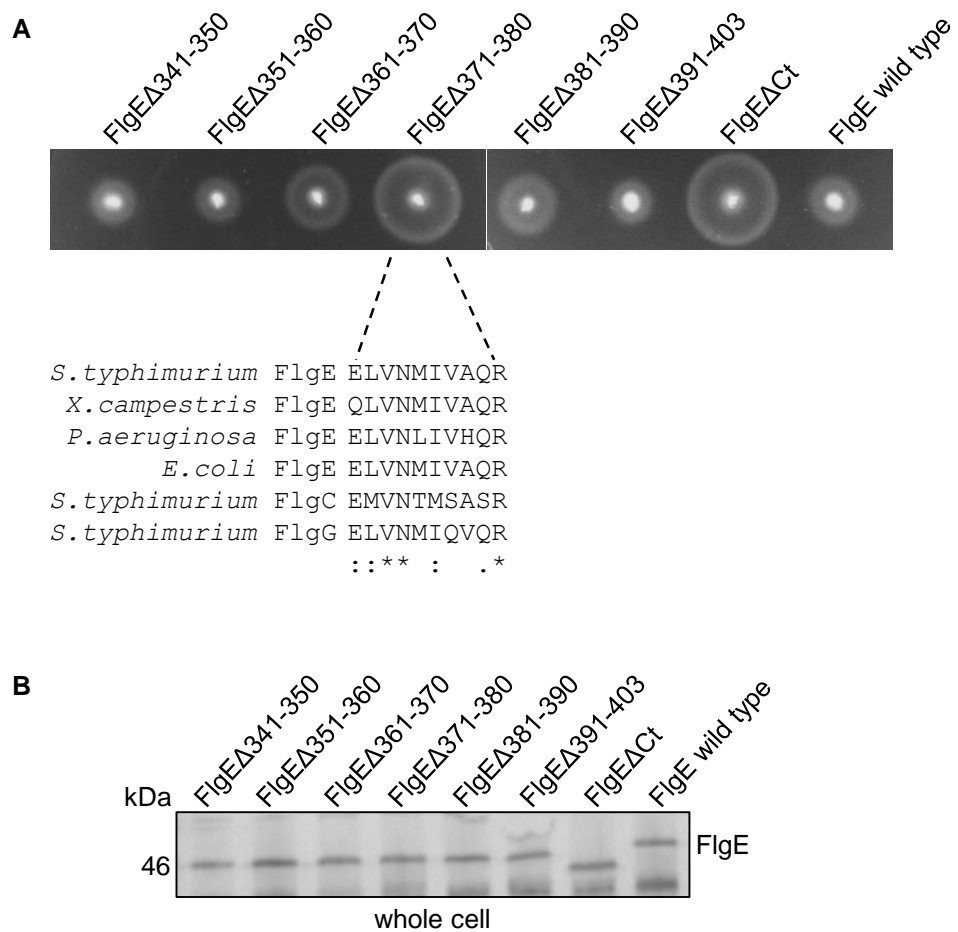 A
FlgEΔ341-350
FlgEΔ351-360
FlgEΔ361-370
FlgEΔ371-380
FlgEΔ381-390
FlgEΔ391-403
FlgEΔCt
FlgE wild type
S.typhimurium FlgE ELVNMIVAQR
X.campestris FlgE QLVNMIVAQR
P.aeruginosa FlgE ELVNLIVHQR
E.coli FlgE ELVNMIVAQR
S.typhimurium FlgC EMVNTMSASR
S.typhimurium FlgG ELVNMIQVQR
::** : .*
B
FlgEΔ341-350
FlgEΔ351-360
FlgEΔ361-370
FlgEΔ371-380
FlgEΔ381-390
FlgEΔ391-403
FlgEΔCt
FlgE wild type
kDa
FlgE
46
whole cell